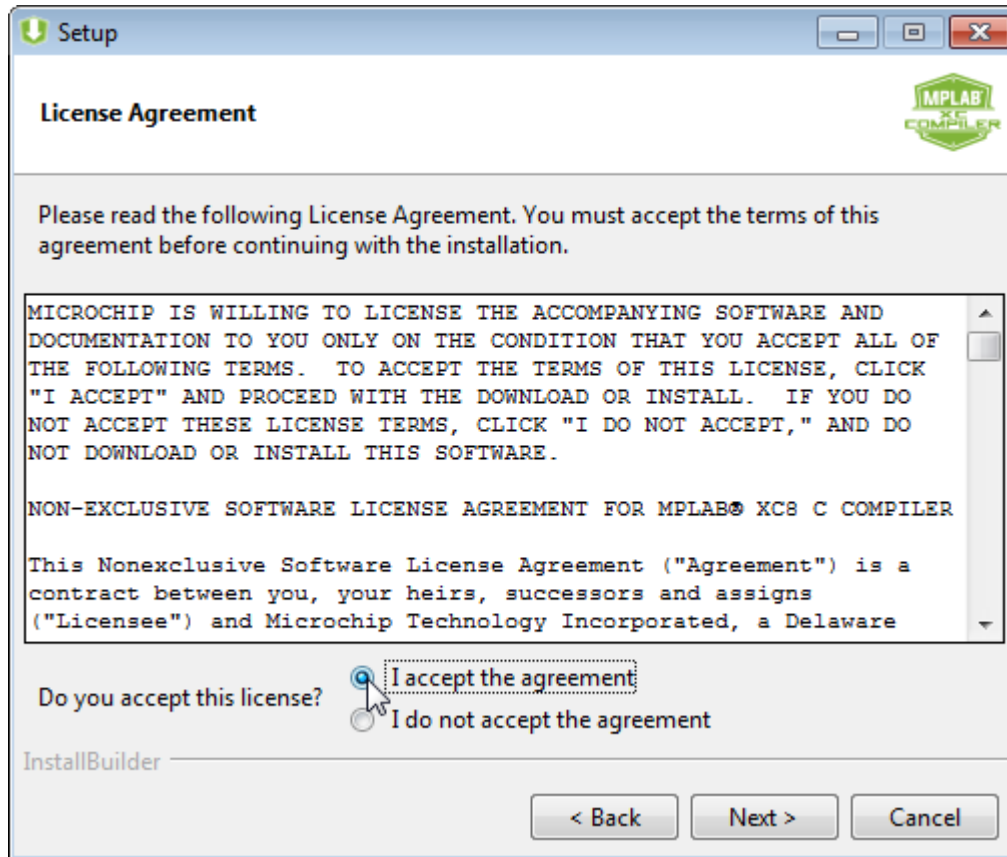 Setup
License Agreement
MPLAB
XC
COMPILER
Please read the following License Agreement. You must accept the terms of this
agreement before continuing with the installation.
MICROCHIP IS WILLING TO LICENSE THE ACCOMPANYING SOFTWARE AND
DOCUMENTATION TO YOU ONLY ON THE CONDITION THAT YOU ACCEPT ALL OF
THE FOLLOWING TERMS.  TO ACCEPT THE TERMS OF THIS LICENSE, CLICK
"I ACCEPT" AND PROCEED WITH THE DOWNLOAD OR INSTALL.  IF YOU DO
NOT ACCEPT THESE LICENSE TERMS, CLICK "I DO NOT ACCEPT," AND DO
NOT DOWNLOAD OR INSTALL THIS SOFTWARE.
NON-EXCLUSIVE SOFTWARE LICENSE AGREEMENT FOR MPLAB® XC8 C COMPILER
This Nonexclusive Software License Agreement ("Agreement") is a
contract between you, your heirs, successors and assigns
("Licensee") and Microchip Technology Incorporated, a Delaware
Do you accept this license?
I accept the agreement
I do not accept the agreement
InstallBuilder
< Back
Next >
Cancel